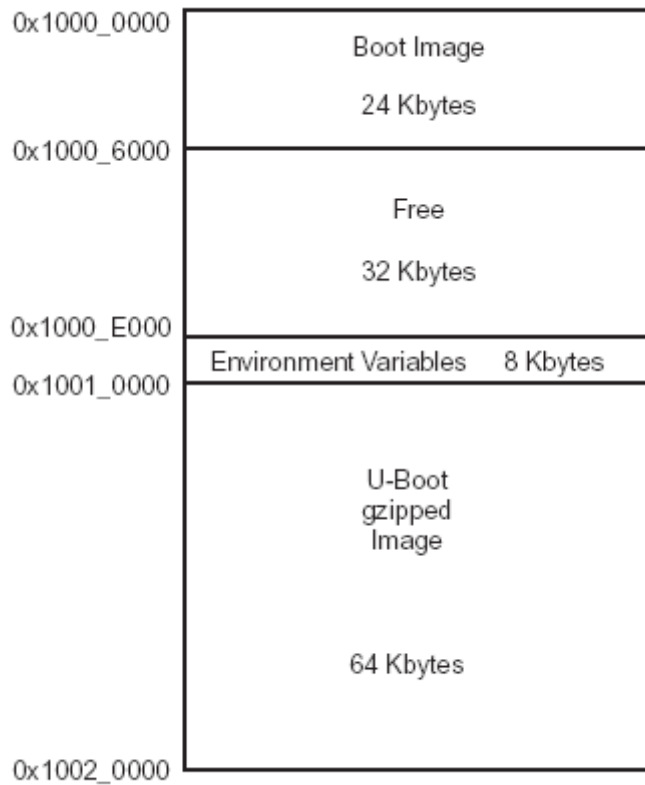 0x1000_0000
Boot Image
24 Kbytes
0x1000_6000
Free
32 Kbytes
0x1000_E000
Environment Variables 8 Kbytes
0x1001_0000
U-Boot
gzipped
Image
64 Kbytes
0x1002_0000